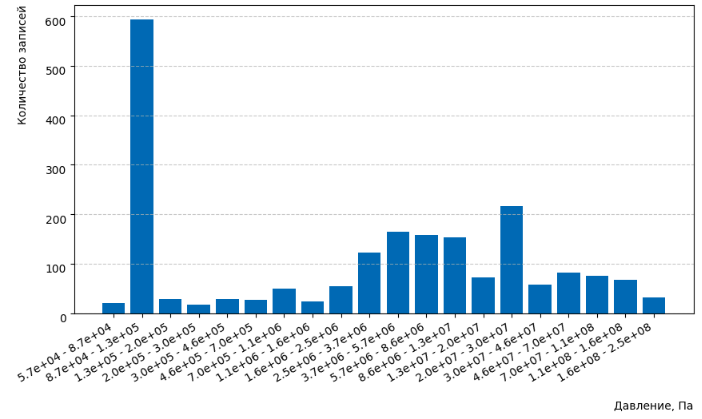 Количество записей
600
500
400
300
200
100
0
5.7e+04 - 8.7e+04
8.7e+04 - 1.3e+05
1.3e+05 - 2.0e+05
2.0e+05 - 3.0e+05
3.0e+05 - 4.6e+05
4.6e+05 - 7.0e+05
7.0e+05 - 1.1e+06
1.1e+06 - 1.6e+06
1.6e+06 - 2.5e+06
2.5e+06 - 3.7e+06
3.7e+06 - 5.7e+06
5.7e+06 - 8.6e+06
8.6e+06 - 1.3e+07
1.3e+07 - 2.0e+07
2.0e+07 - 3.0e+07
3.0e+07 - 4.6e+07
4.6e+07 - 7.0e+07
7.0e+07 - 1.1e+08
1.1e+08 - 1.6e+08
1.6e+08 - 2.5e+08
Давление, Па